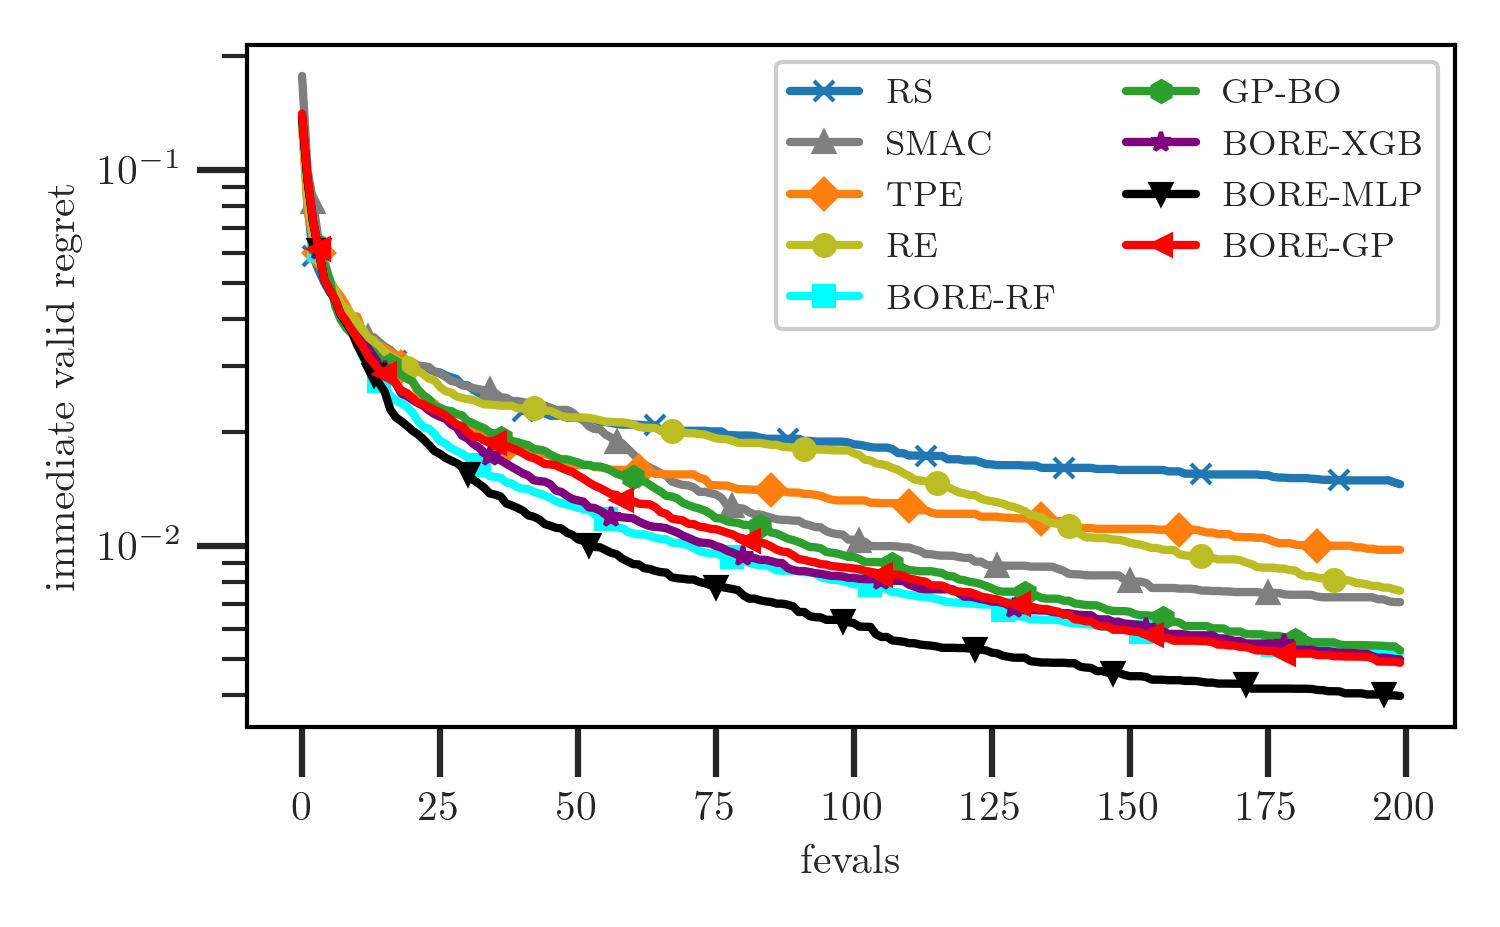 RS
SMAC
TPE
RE
BORE-RF
GP-BO
BORE-XGB
BORE-MLP
BORE-GP
10⁻¹
10⁻²
immediate valid regret
0 25 50 75 100 125 150 175 200
fevals